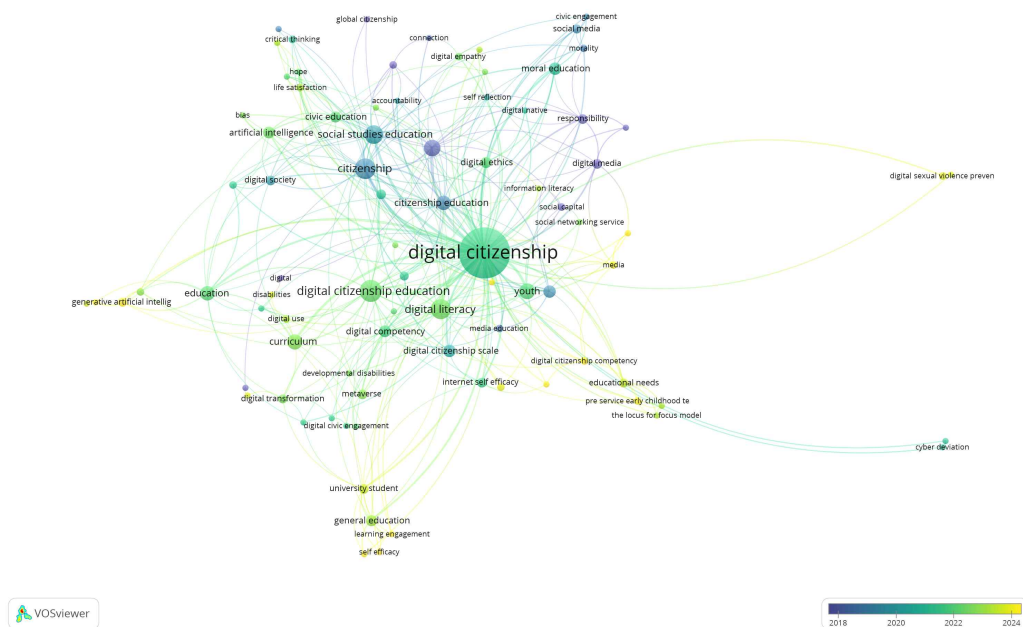 global citizenship
civic engagement
social media
critical thinking
connection
morality
digital empathy
moral education
hope
life satisfaction
self reflection
accountability
digital native
bias
civic education
responsibility
artificial intelligence
social studies education
digital ethics
digital media
citizenship
digital society
digital sexual violence preven
information literacy
citizenship education
social capital
social networking service
digital citizenship
media
digital
education
disabilities
digital citizenship education
youth
generative artificial intellig
digital literacy
digital use
digital competency
media education
curriculum
digital citizenship scale
digital citizenship competency
developmental disabilities
internet self efficacy
educational needs
metaverse
digital transformation
pre service early childhood te
the locus for focus model
digital civic engagement
cyber deviation
university student
general education
learning engagement
self efficacy
VOSviewer
2018
2020
2022
2024